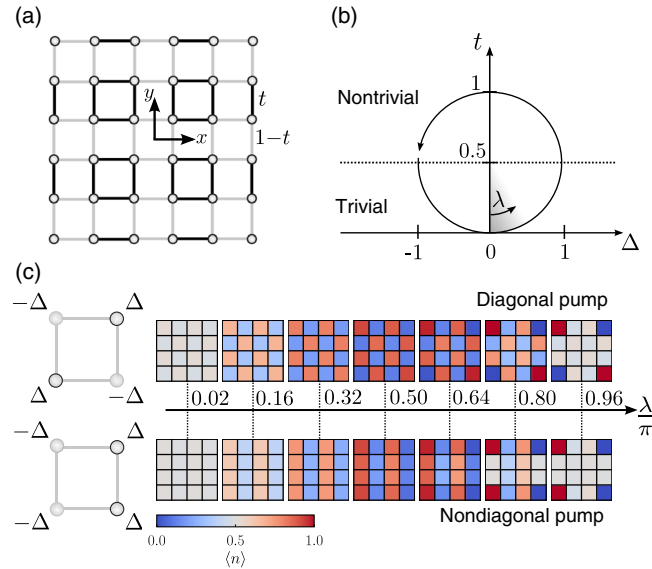 (a)
y
x
t
1−t
(b)
t
1
Nontrivial
0.5
Trivial
λ
-1
0
1
Δ
(c)
−Δ
Δ
Diagonal pump
Δ
−Δ
0.02
0.16
0.32
0.50
0.64
0.80
0.96
λ/π
−Δ
Δ
−Δ
Δ
Nondiagonal pump
0.0
0.5
1.0
⟨n⟩